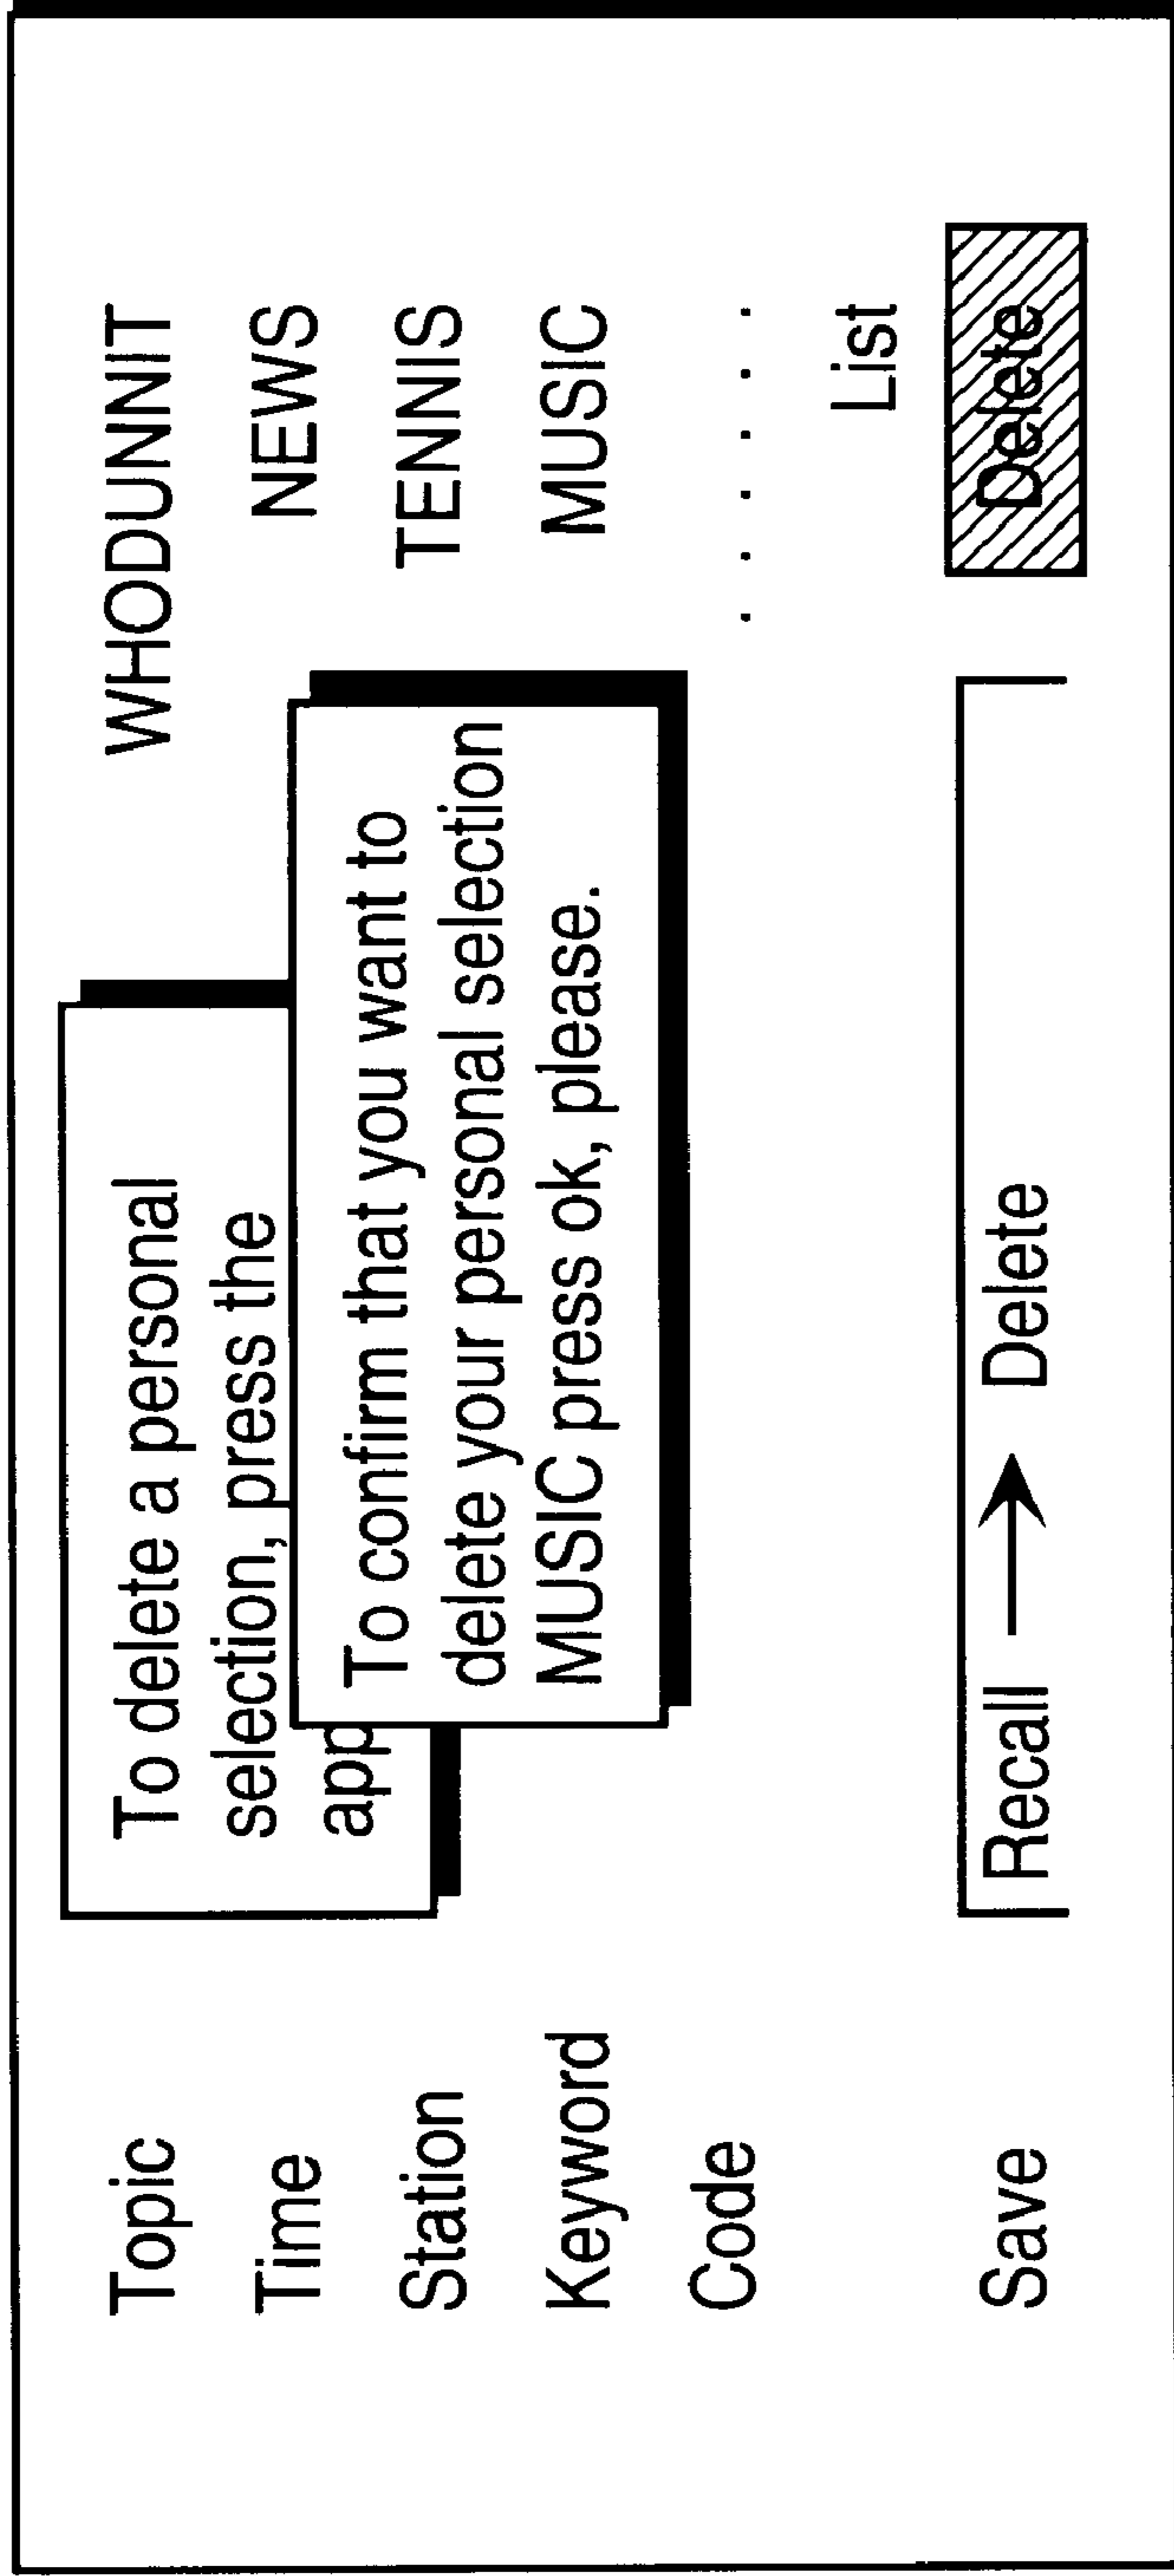 Topic
Time
Station
Keyword
Code
Save
To delete a personal
selection, press the
To confirm that you want to
delete your personal selection
MUSIC press ok, please.
Recall → Delete
WHODUNNIT
NEWS
TENNIS
MUSIC
. . . . . .
List
Delete